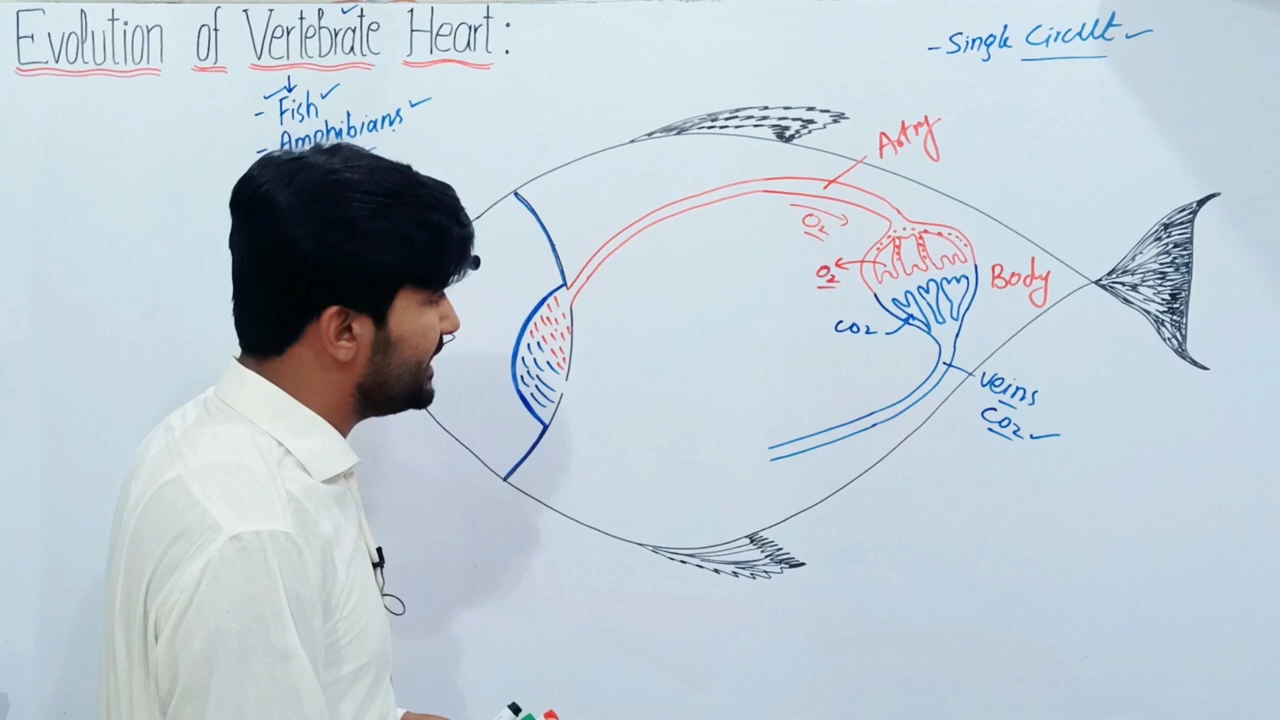 Evolution of Vertebrate Heart:
- Single Circuit
- Fish
- Amphibians
Artry
O₂
O₂
Body
CO₂
veins
CO₂